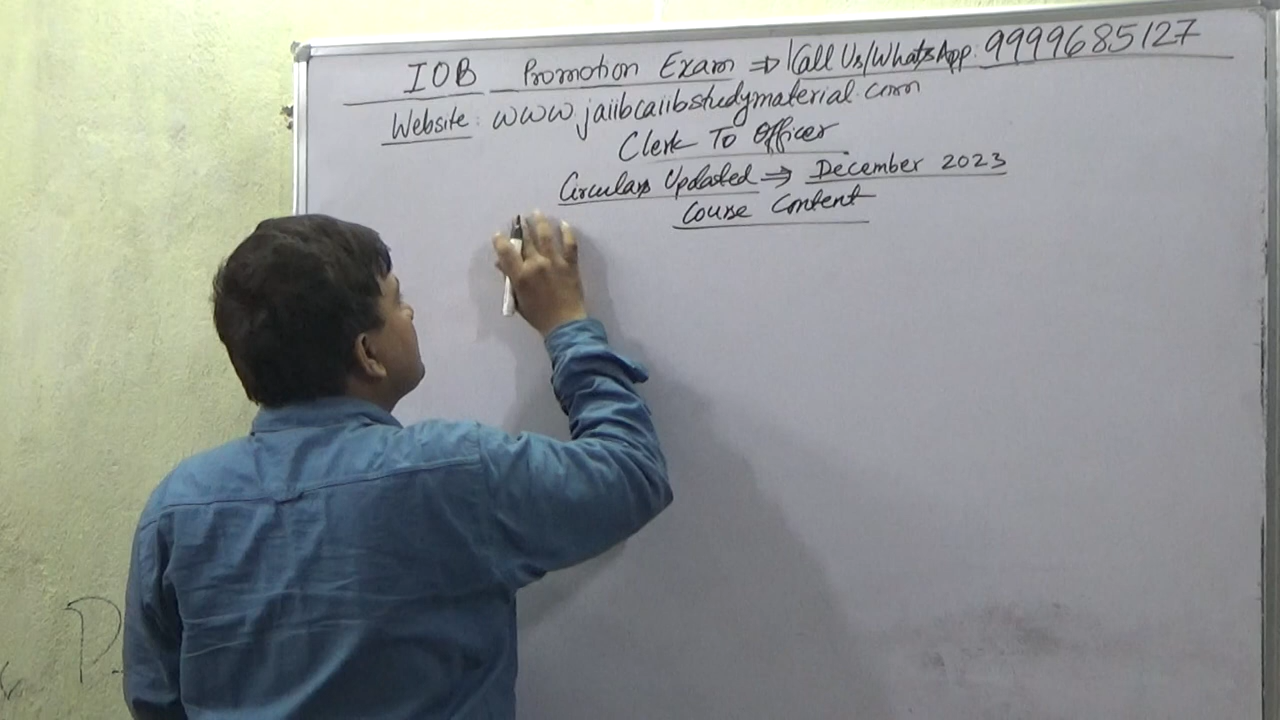 IOB Promotion Exam ⇒ Call Us/WhatsApp: 9999685127
Website: www.jaiibcaiibstudymaterial.com
Clerk To Officer
Circulars Updated ⇒ December 2023
Course Content
P